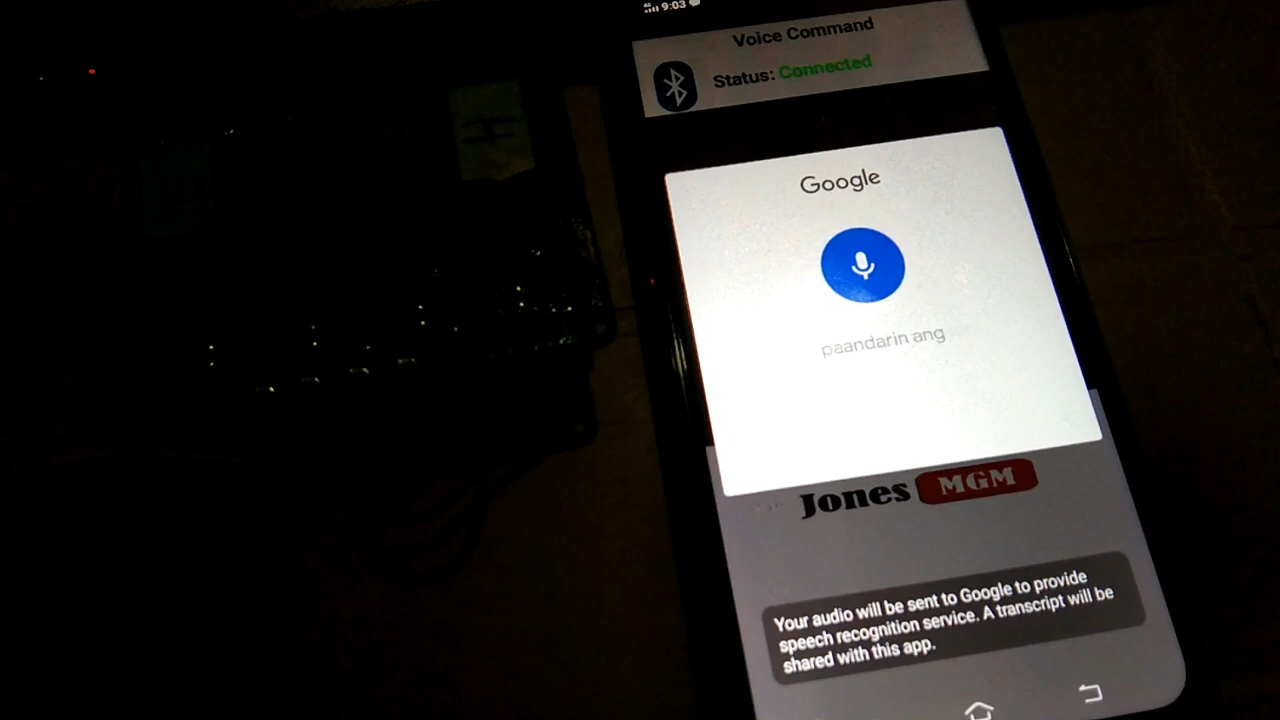 4G 9:03
Voice Command
Status: Connected
Google
paandarin ang
Jones MGM
Your audio will be sent to Google to provide
speech recognition service. A transcript will be
shared with this app.